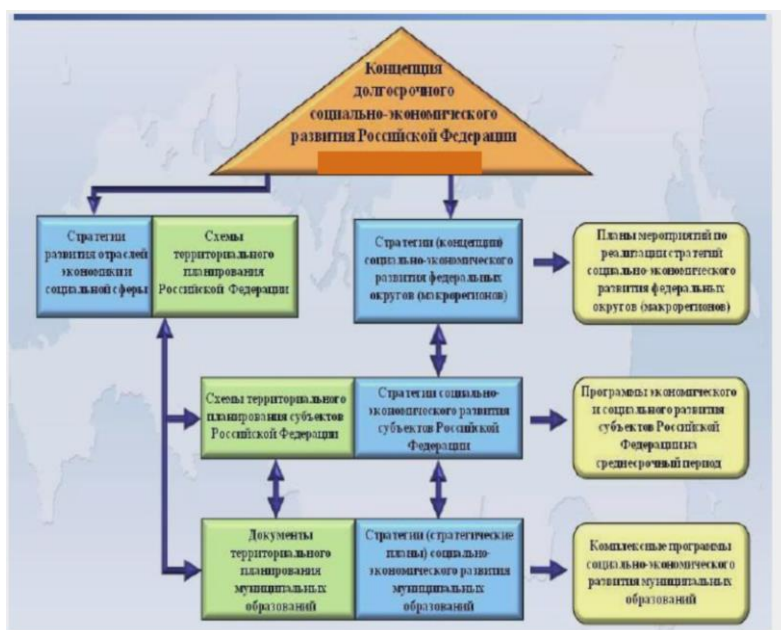 Концепция
долгосрочного
социально-экономического
развития Российской Федерации
Стратегии
развития отраслей
экономики и
социальной сферы
Схемы
территориального
планирования
Российской Федерации
Стратегии (концепции)
социально-экономического
развития федеральных
округов (макрорегионов)
Планы мероприятий по
реализации стратегий
социально-экономического
развития федеральных
округов (макрорегионов)
Схемы территориального
планирования субъектов
Российской Федерации
Стратегии социально-
экономического развития
субъектов Российской
Федерации
Программы экономического
и социального развития
субъектов Российской
Федерации на
среднесрочный период
Документы
территориального
планирования
муниципальных
образований
Стратегии (стратегические
планы) социально-
экономического развития
муниципальных
образований
Комплексные программы
социально-экономического
развития муниципальных
образований